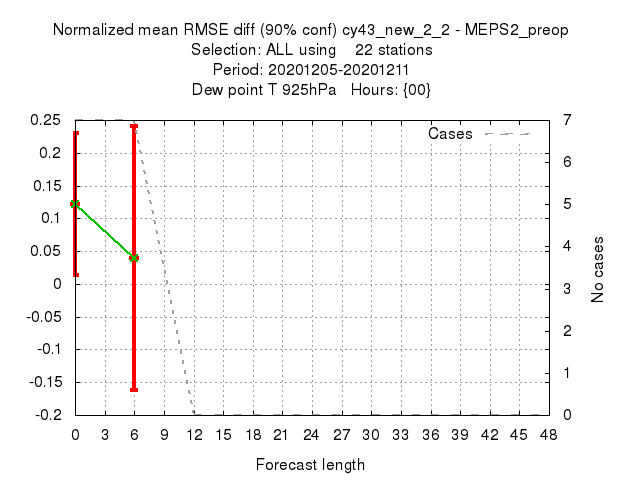 Normalized mean RMSE diff (90% conf) cy43_new_2_2 - MEPS2_preop
Selection: ALL using 22 stations
Period: 20201205-20201211
Dew point T 925hPa Hours: {00}
0.25 7
Cases
0.2 6
0.15
0.1 5
0.05 4
0 3
-0.05 2
-0.1
-0.15 1
-0.2 0
No cases
0 3 6 9 12 15 18 21 24 27 30 33 36 39 42 45 48
Forecast length